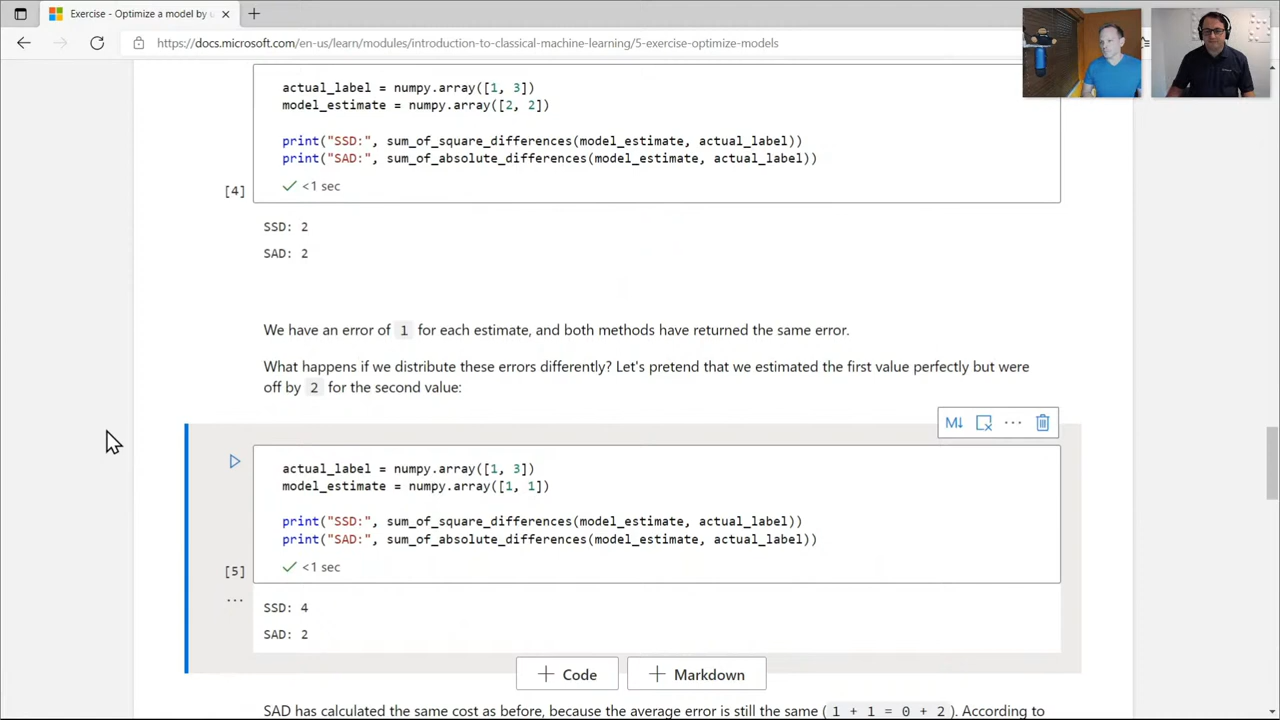 Exercise - Optimize a model by u
https://docs.microsoft.com/en-us/learn/modules/introduction-to-classical-machine-learning/5-exercise-optimize-models
actual_label = numpy.array([1, 3])
model_estimate = numpy.array([2, 2])
print("SSD:", sum_of_square_differences(model_estimate, actual_label))
print("SAD:", sum_of_absolute_differences(model_estimate, actual_label))
<1 sec
[4]
SSD: 2
SAD: 2
We have an error of 1 for each estimate, and both methods have returned the same error.
What happens if we distribute these errors differently? Let's pretend that we estimated the first value perfectly but were
off by 2 for the second value:
M↓
actual_label = numpy.array([1, 3])
model_estimate = numpy.array([1, 1])
print("SSD:", sum_of_square_differences(model_estimate, actual_label))
print("SAD:", sum_of_absolute_differences(model_estimate, actual_label))
<1 sec
[5]
SSD: 4
SAD: 2
+ Code
+ Markdown
SAD has calculated the same cost as before, because the average error is still the same (1 + 1 = 0 + 2). According to